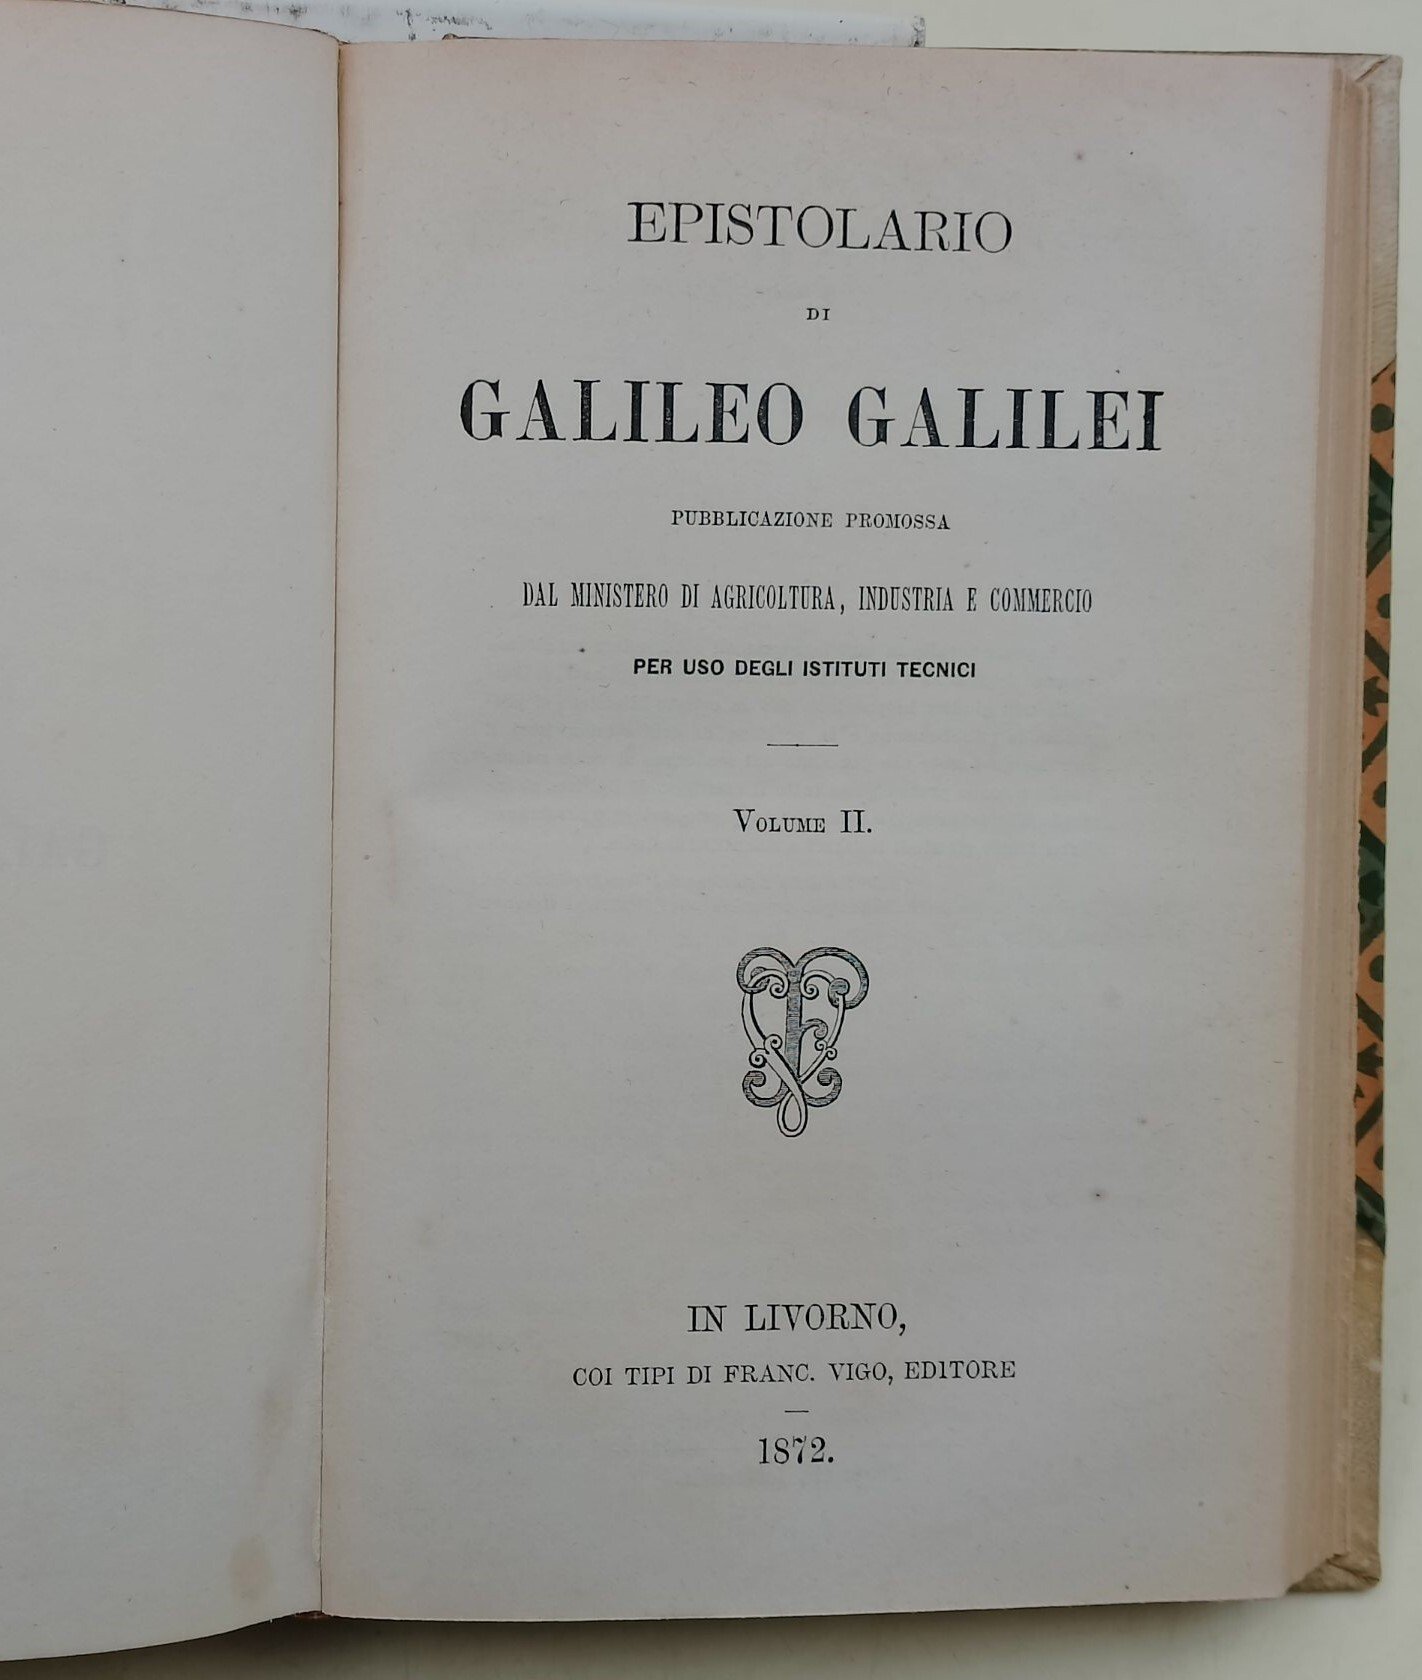 EPISTOLARIO
DI
GALILEO GALILEI
PUBBLICAZIONE PROMOSSA
DAL MINISTERO DI AGRICOLTURA, INDUSTRIA E COMMERCIO
PER USO DEGLI ISTITUTI TECNICI
VOLUME II.
IN LIVORNO,
COI TIPI DI FRANC. VIGO, EDITORE
1872.